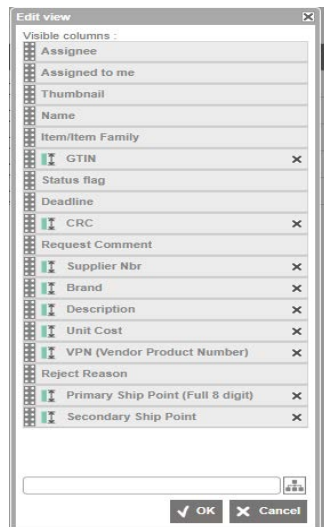 Edit view
Visible columns :
Assignee
Assigned to me
Thumbnail
Name
Item/Item Family
GTIN
Status flag
Deadline
CRC
Request Comment
Supplier Nbr
Brand
Description
Unit Cost
VPN (Vendor Product Number)
Reject Reason
Primary Ship Point (Full 8 digit)
Secondary Ship Point
OK Cancel